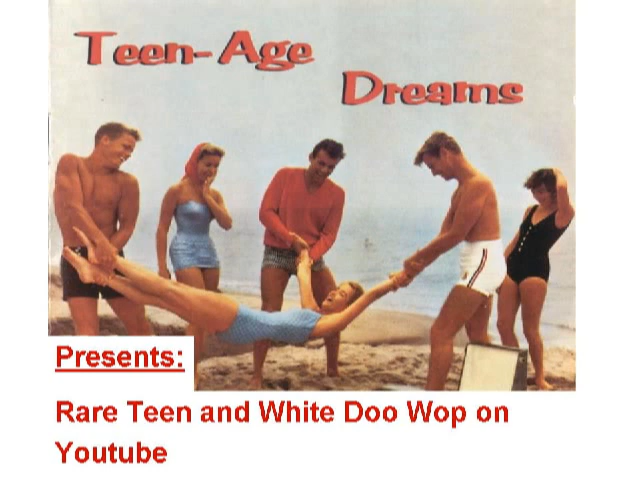 Teen-Age
Dreams
Presents:
Rare Teen and White Doo Wop on
Youtube